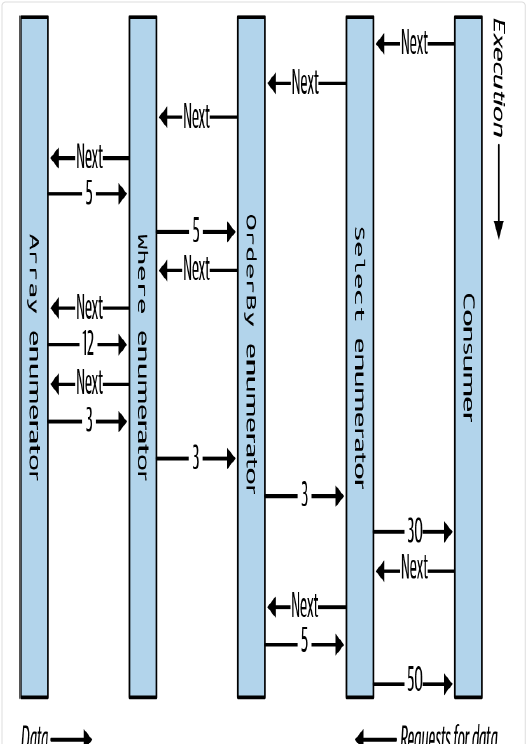 Execution
Next
Next
Next
Next
5
5
Next
Next
12
Next
3
3
3
30
Next
Next
5
50
Array enumerator
Where enumerator
OrderBy enumerator
Select enumerator
Consumer
Data
Requests for data